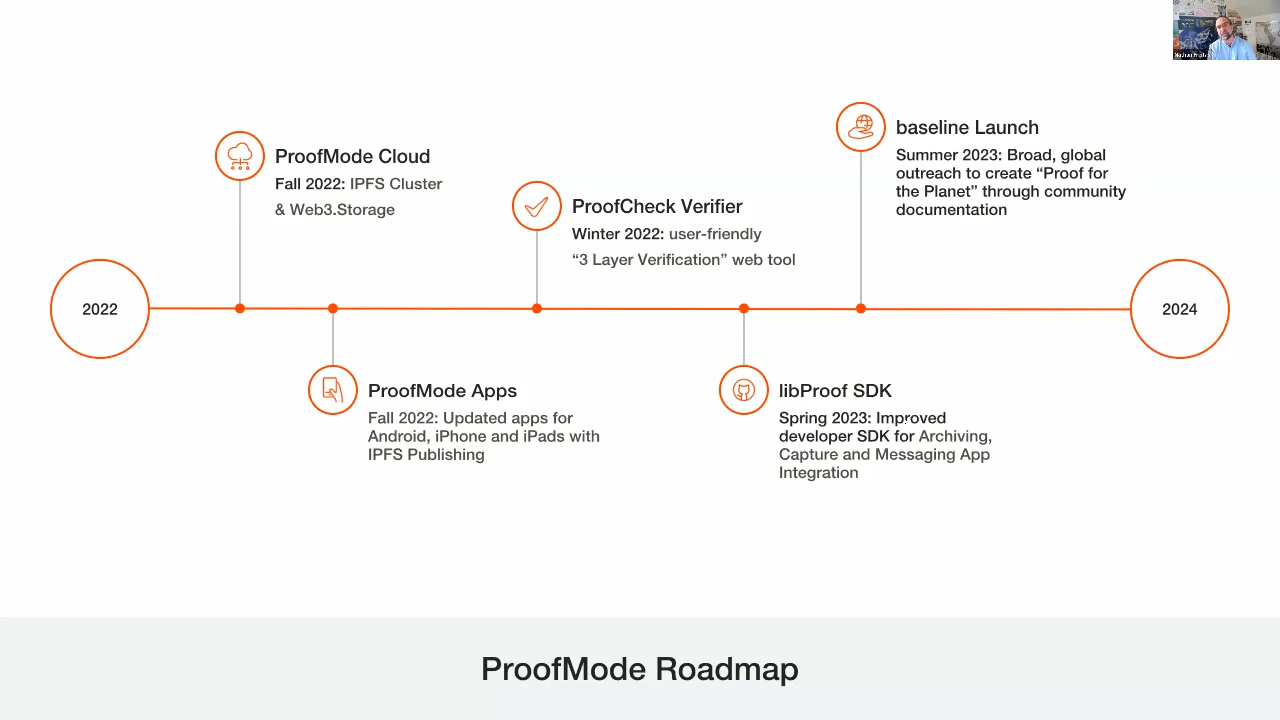 ProofMode Cloud
Fall 2022: IPFS Cluster
& Web3.Storage
ProofCheck Verifier
Winter 2022: user-friendly
“3 Layer Verification” web tool
baseline Launch
Summer 2023: Broad, global
outreach to create “Proof for
the Planet” through community
documentation
2022
2024
ProofMode Apps
Fall 2022: Updated apps for
Android, iPhone and iPads with
IPFS Publishing
libProof SDK
Spring 2023: Improved
developer SDK for Archiving,
Capture and Messaging App
Integration
ProofMode Roadmap